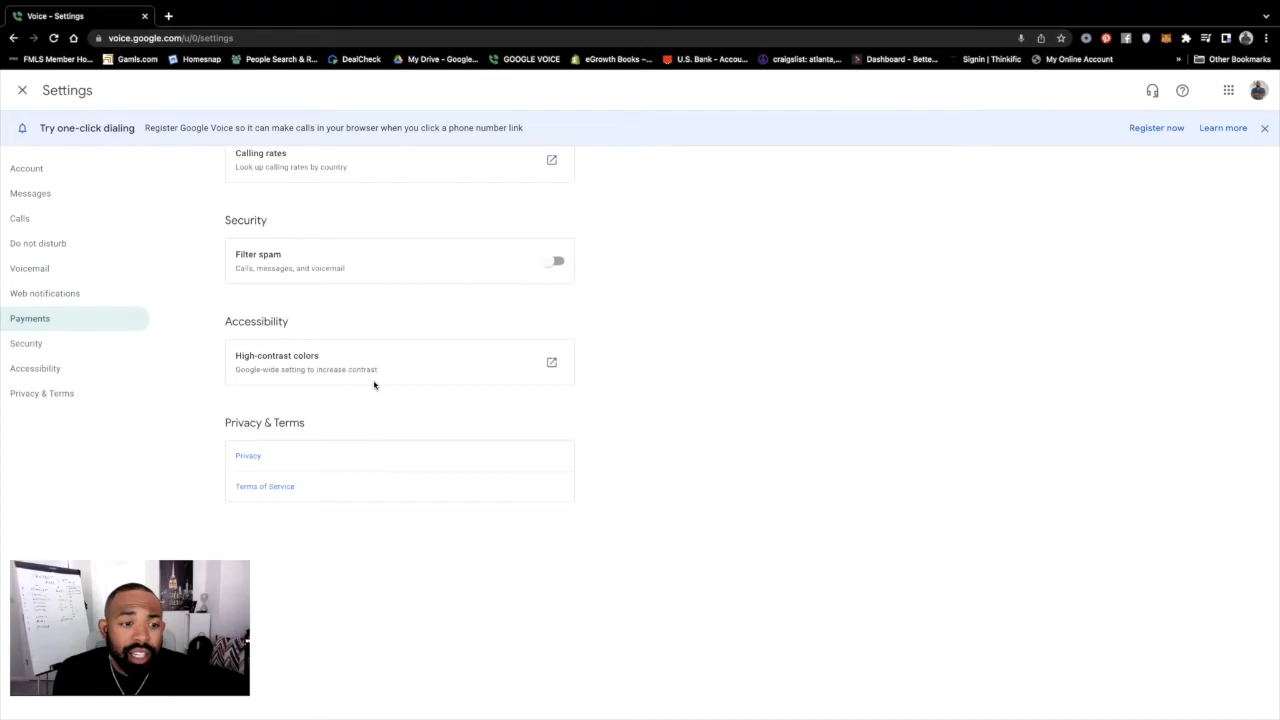 Voice - Settings
voice.google.com/u/0/settings
FMLS Member Ho... Gamls.com Homesnap People Search & R... DealCheck My Drive – Google... GOOGLE VOICE eGrowth Books –... U.S. Bank - Accou... craigslist: atlanta,... Dashboard - Bette... Signin | Thinkific My Online Account » Other Bookmarks
Settings
Try one-click dialing Register Google Voice so it can make calls in your browser when you click a phone number link Register now Learn more
Account
Messages
Calls
Do not disturb
Voicemail
Web notifications
Payments
Security
Accessibility
Privacy & Terms
Calling rates
Look up calling rates by country
Security
Filter spam
Calls, messages, and voicemail
Accessibility
High-contrast colors
Google-wide setting to increase contrast
Privacy & Terms
Privacy
Terms of Service